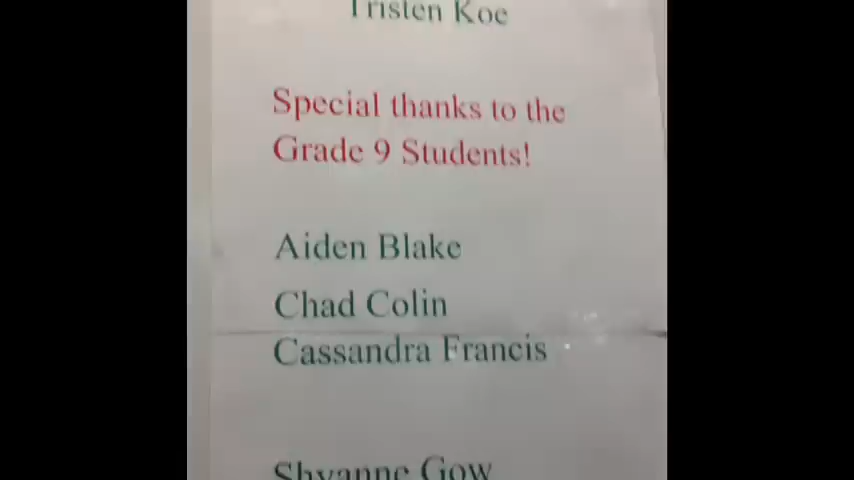 Tristen Koe
Special thanks to the
Grade 9 Students!
Aiden Blake
Chad Colin
Cassandra Francis
Shyanne Gow